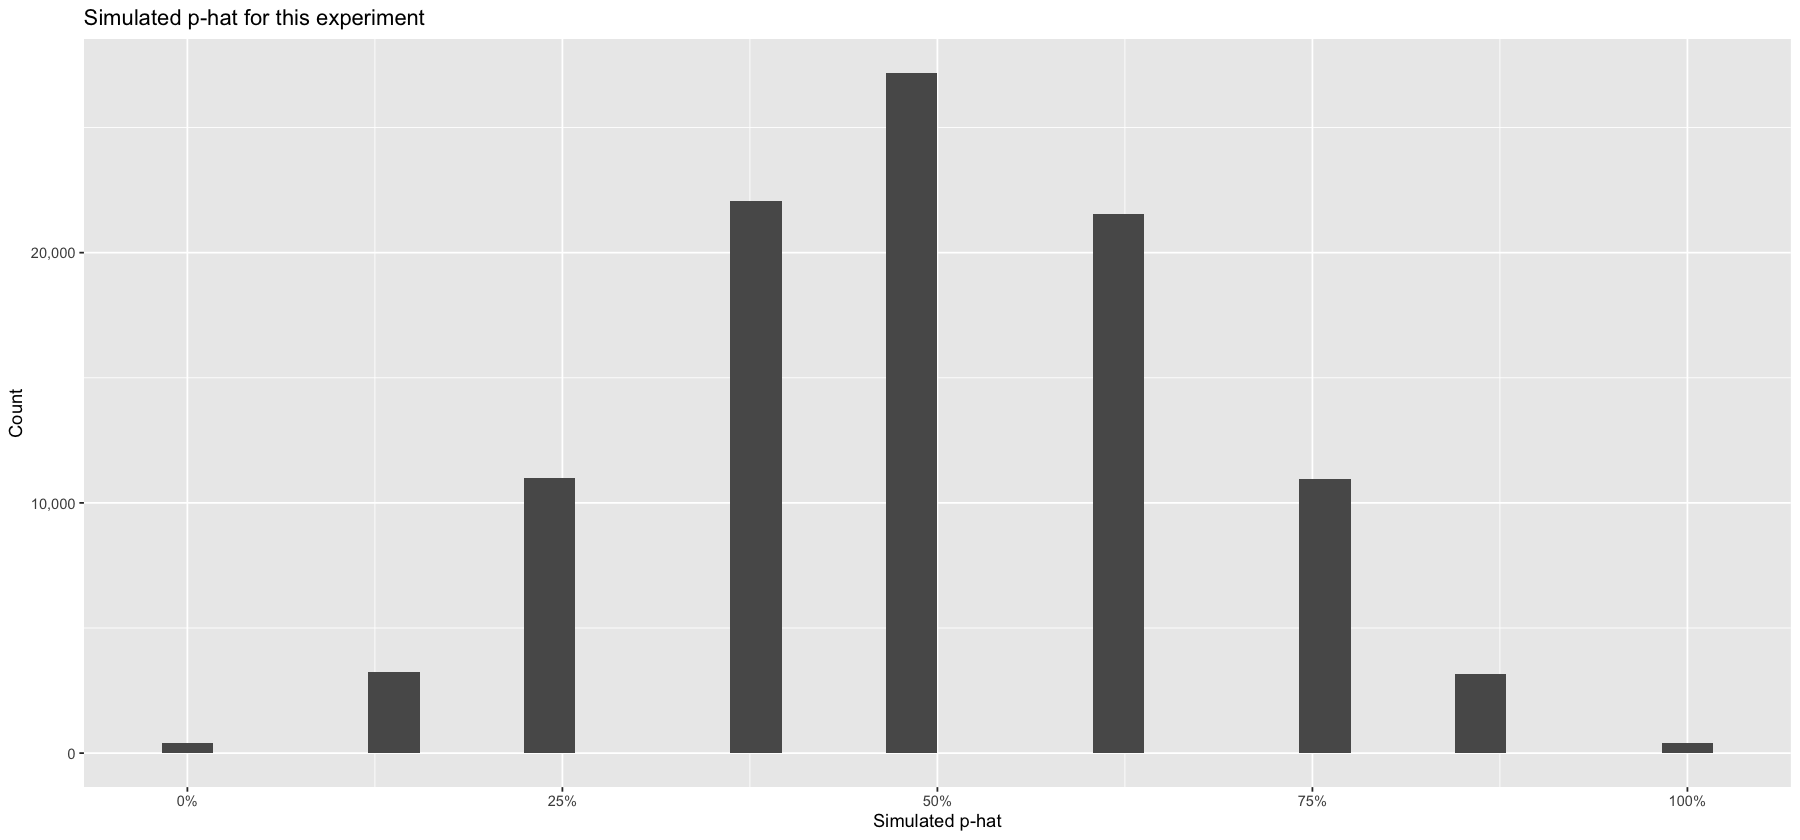 Simulated p-hat for this experiment
Count
20,000
10,000
0
0%
25%
50%
75%
100%
Simulated p-hat